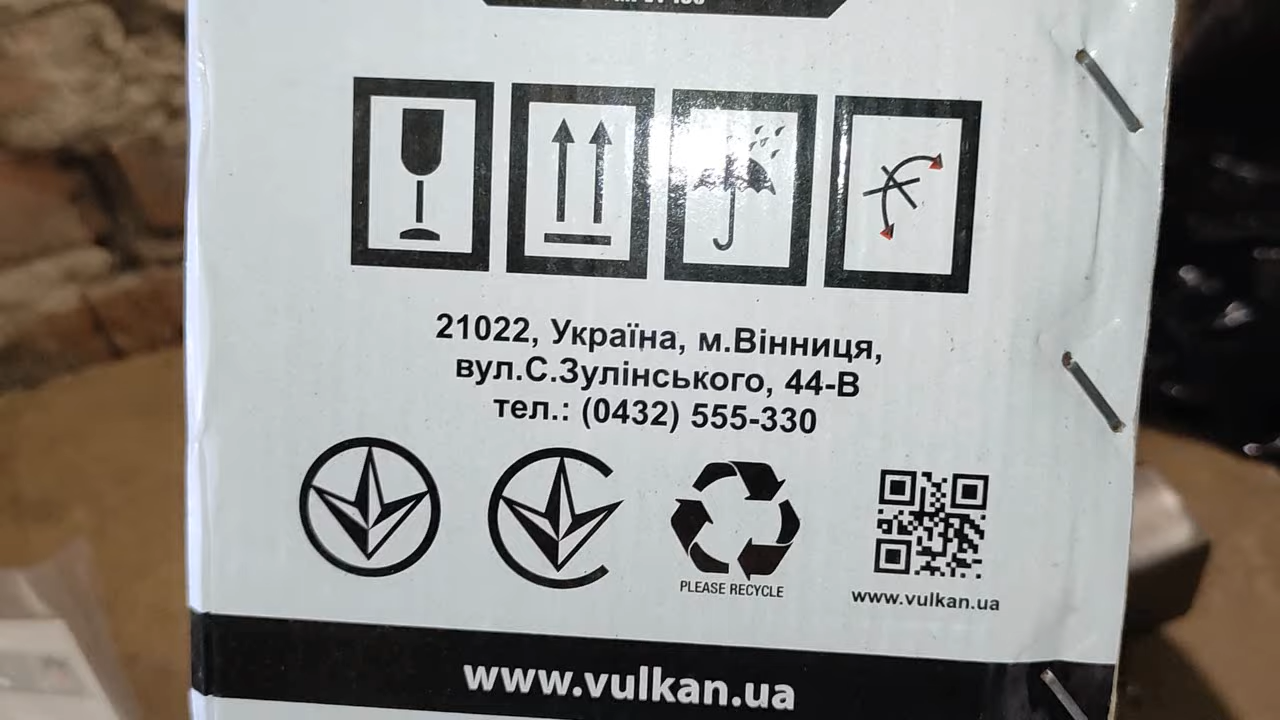 21022, Україна, м.Вінниця,
вул.С.Зулінського, 44-В
тел.: (0432) 555-330
PLEASE RECYCLE
www.vulkan.ua
www.vulkan.ua